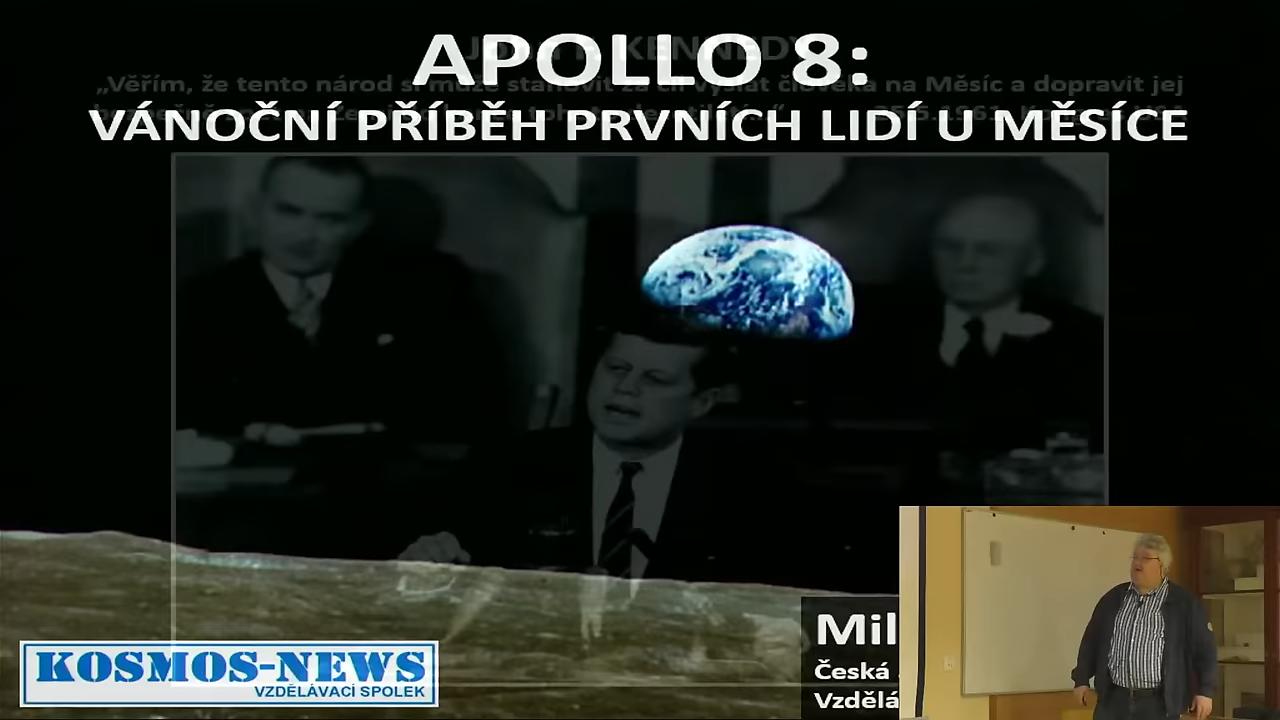 APOLLO 8:
VÁNOČNÍ PŘÍBĚH PRVNÍCH LIDÍ U MĚSÍCE
KENNEDY
„Věřím, že tento národ si může stanovit za cíl vyslat člověka na Měsíc a dopravit jej
KOSMOS-NEWS
VZDĚLÁVACÍ SPOLEK
Mil
Česká
Vzdělá